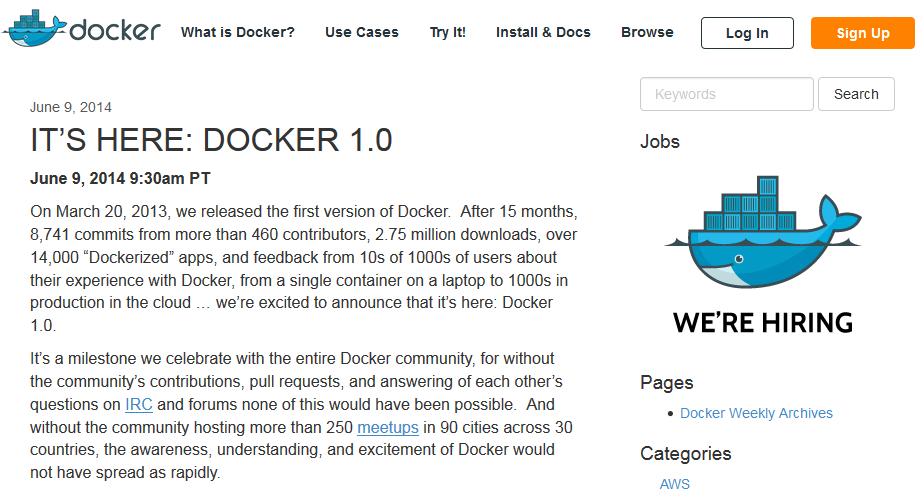 docker
What is Docker? Use Cases Try It! Install & Docs Browse Log In Sign Up
June 9, 2014
IT’S HERE: DOCKER 1.0
June 9, 2014 9:30am PT
On March 20, 2013, we released the first version of Docker.  After 15 months,
8,741 commits from more than 460 contributors, 2.75 million downloads, over
14,000 “Dockerized” apps, and feedback from 10s of 1000s of users about
their experience with Docker, from a single container on a laptop to 1000s in
production in the cloud … we’re excited to announce that it’s here: Docker
1.0.
It’s a milestone we celebrate with the entire Docker community, for without
the community’s contributions, pull requests, and answering of each other’s
questions on IRC and forums none of this would have been possible.  And
without the community hosting more than 250 meetups in 90 cities across 30
countries, the awareness, understanding, and excitement of Docker would
not have spread as rapidly.
Keywords Search
Jobs
WE’RE HIRING
Pages
• Docker Weekly Archives
Categories
AWS